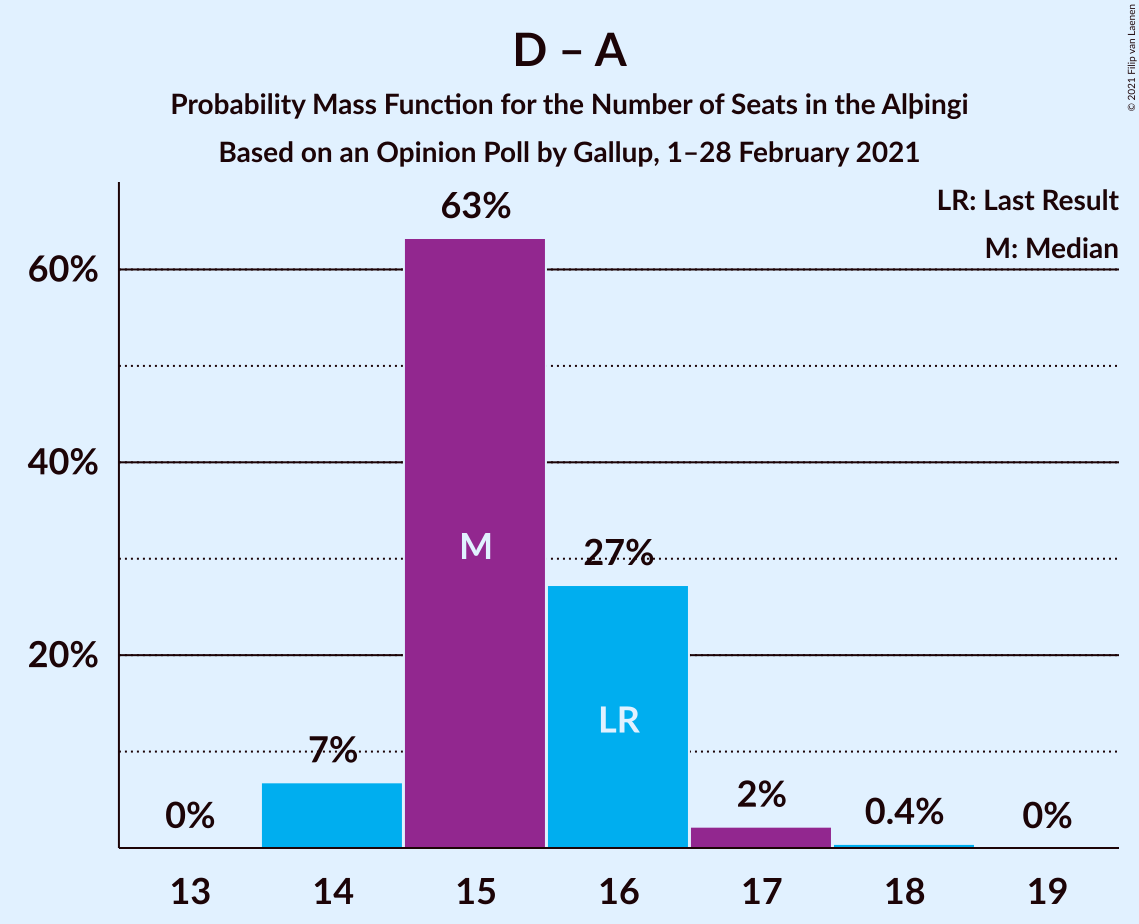 D – A
Probability Mass Function for the Number of Seats in the Alþingi
Based on an Opinion Poll by Gallup, 1–28 February 2021
© 2021 Filip van Laenen
LR: Last Result
M: Median
63%
60%
40%
M
27%
20%
LR
7%
2%
0.4%
0%
0%
13 14 15 16 17 18 19